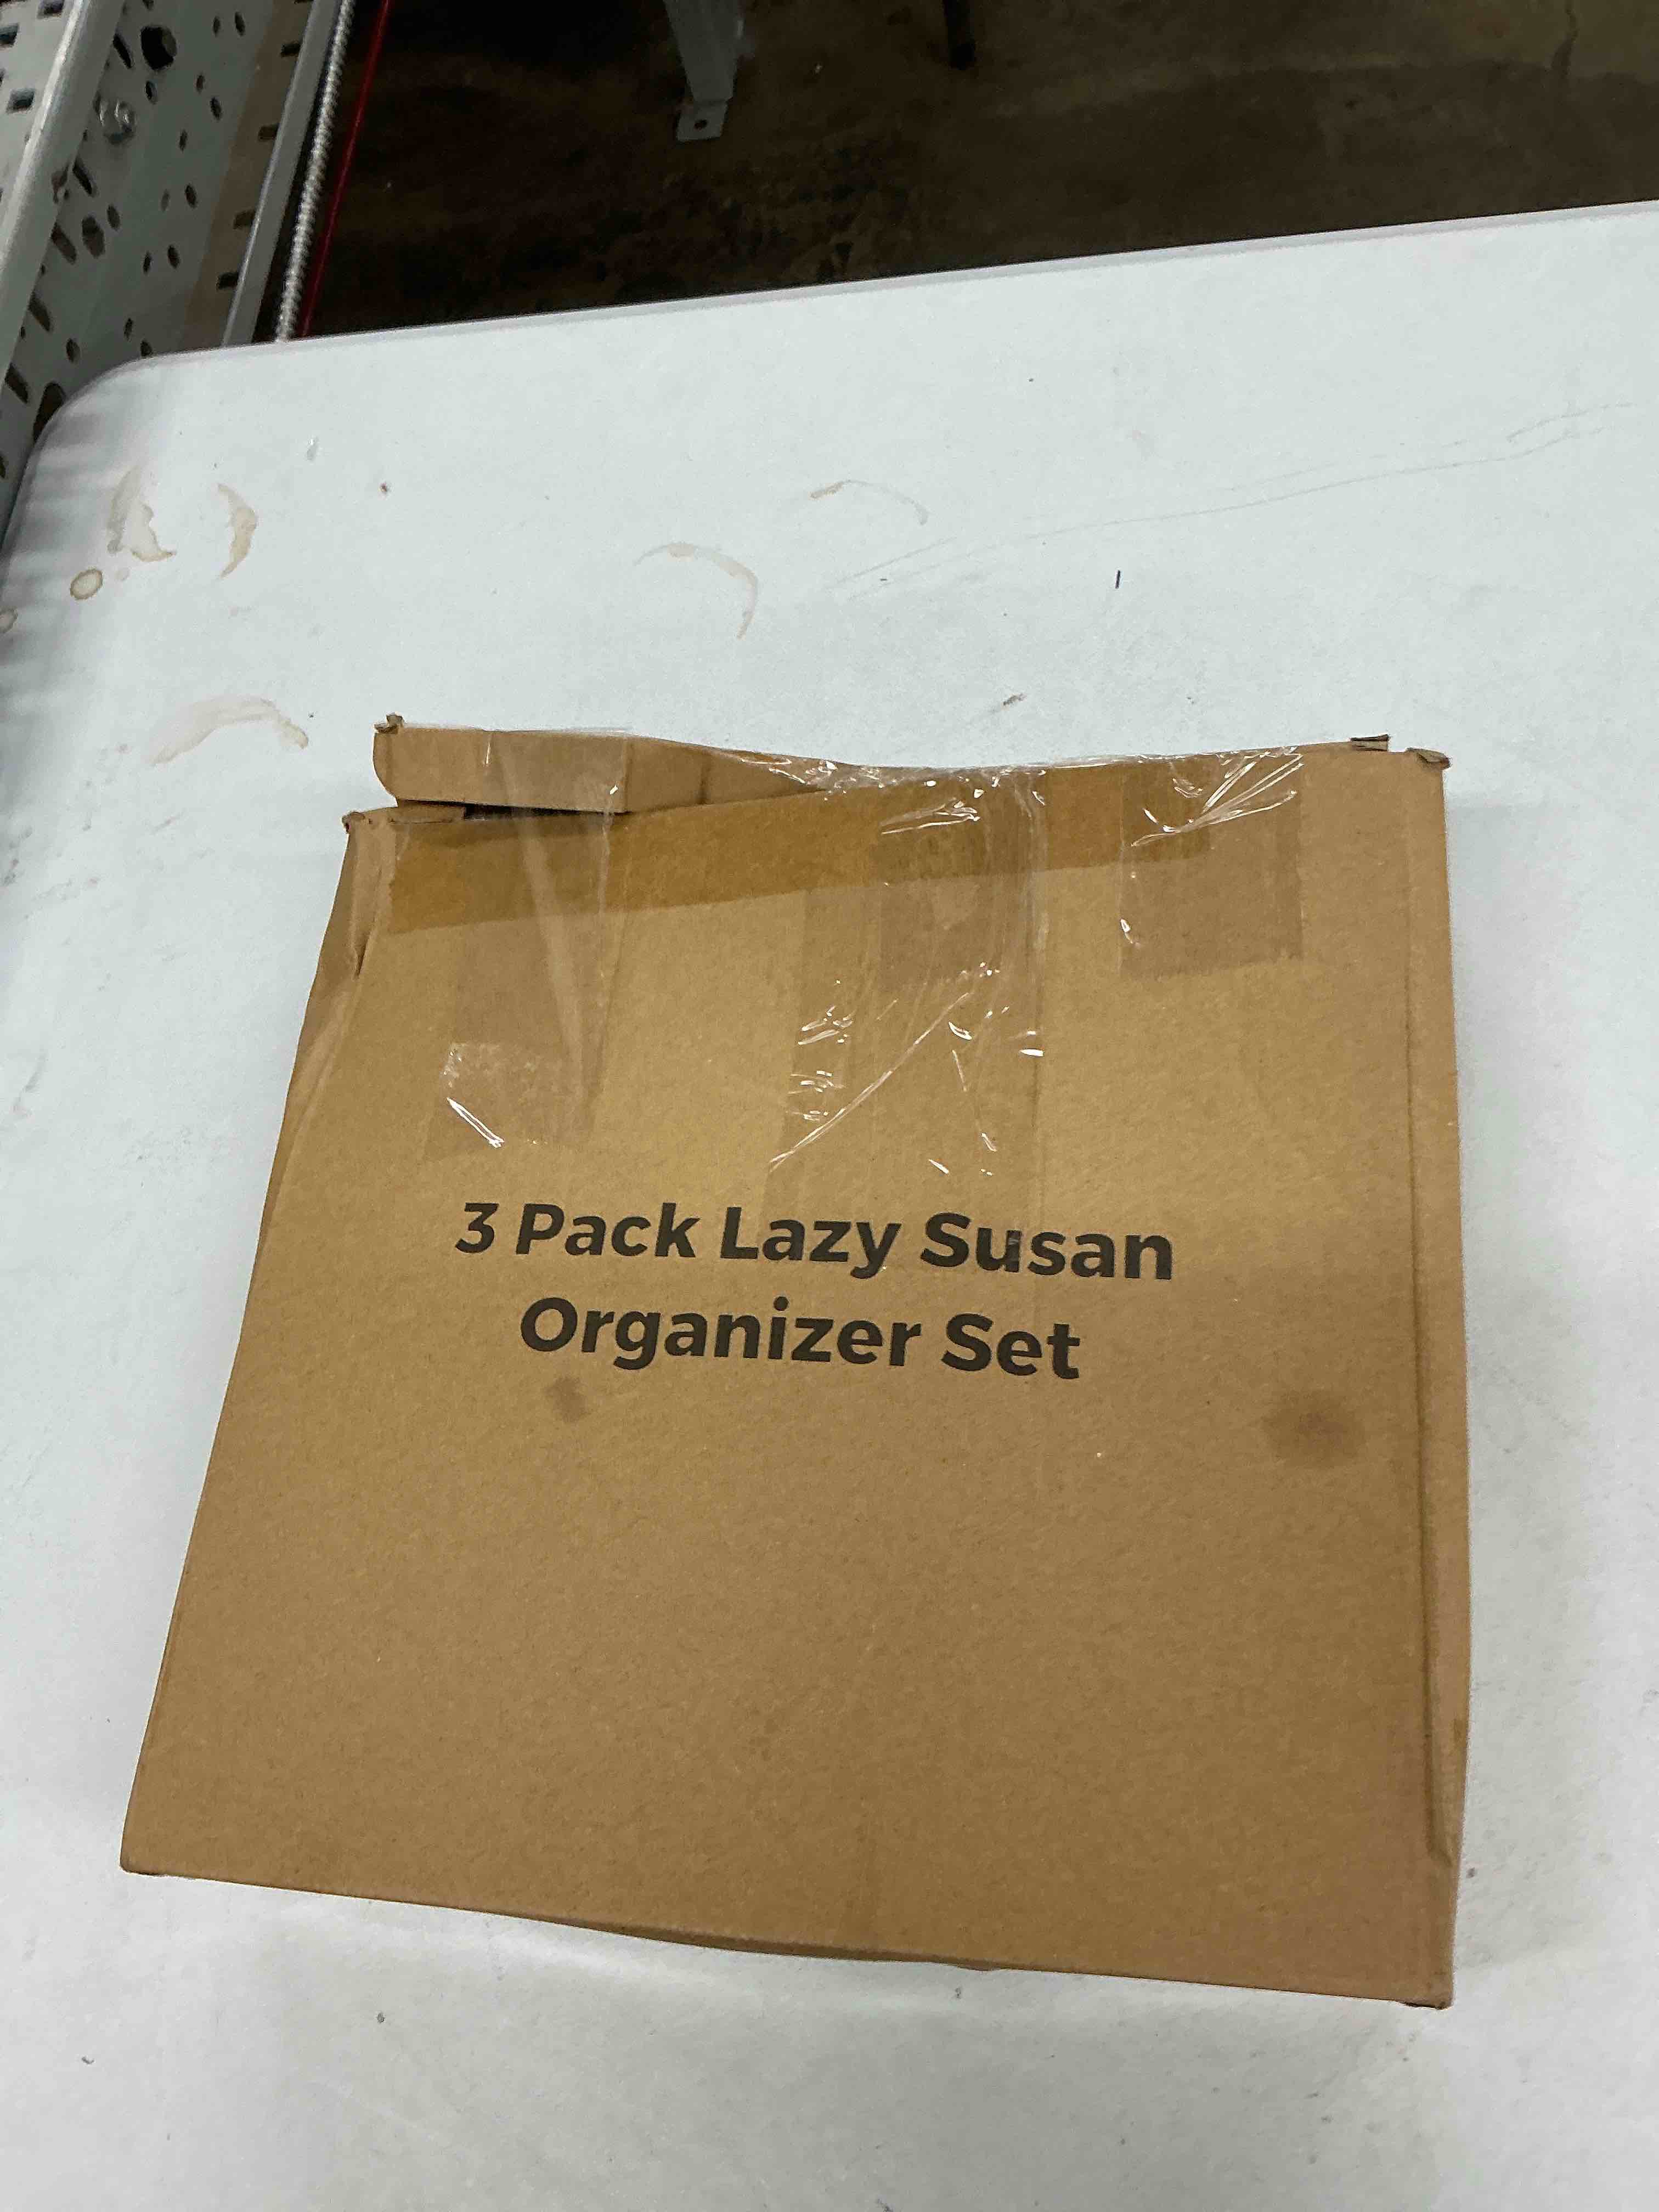 3 Pack Lazy Susan
Organizer Set